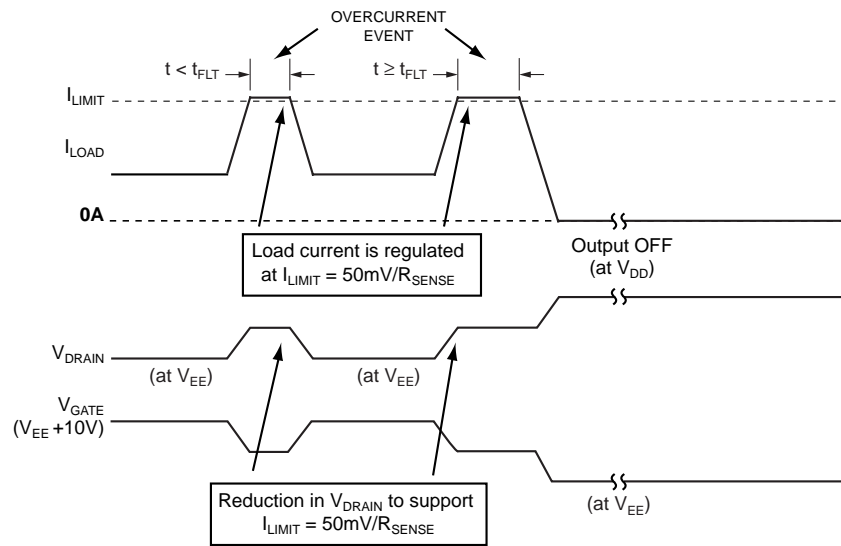 OVERCURRENT
EVENT
t < tFLT
t ≥ tFLT
ILIMIT
ILOAD
0A
Load current is regulated
at ILIMIT = 50mV/RSENSE
Output OFF
(at VDD)
VDRAIN
(at VEE)
(at VEE)
VGATE
(VEE +10V)
Reduction in VDRAIN to support
ILIMIT = 50mV/RSENSE
(at VEE)